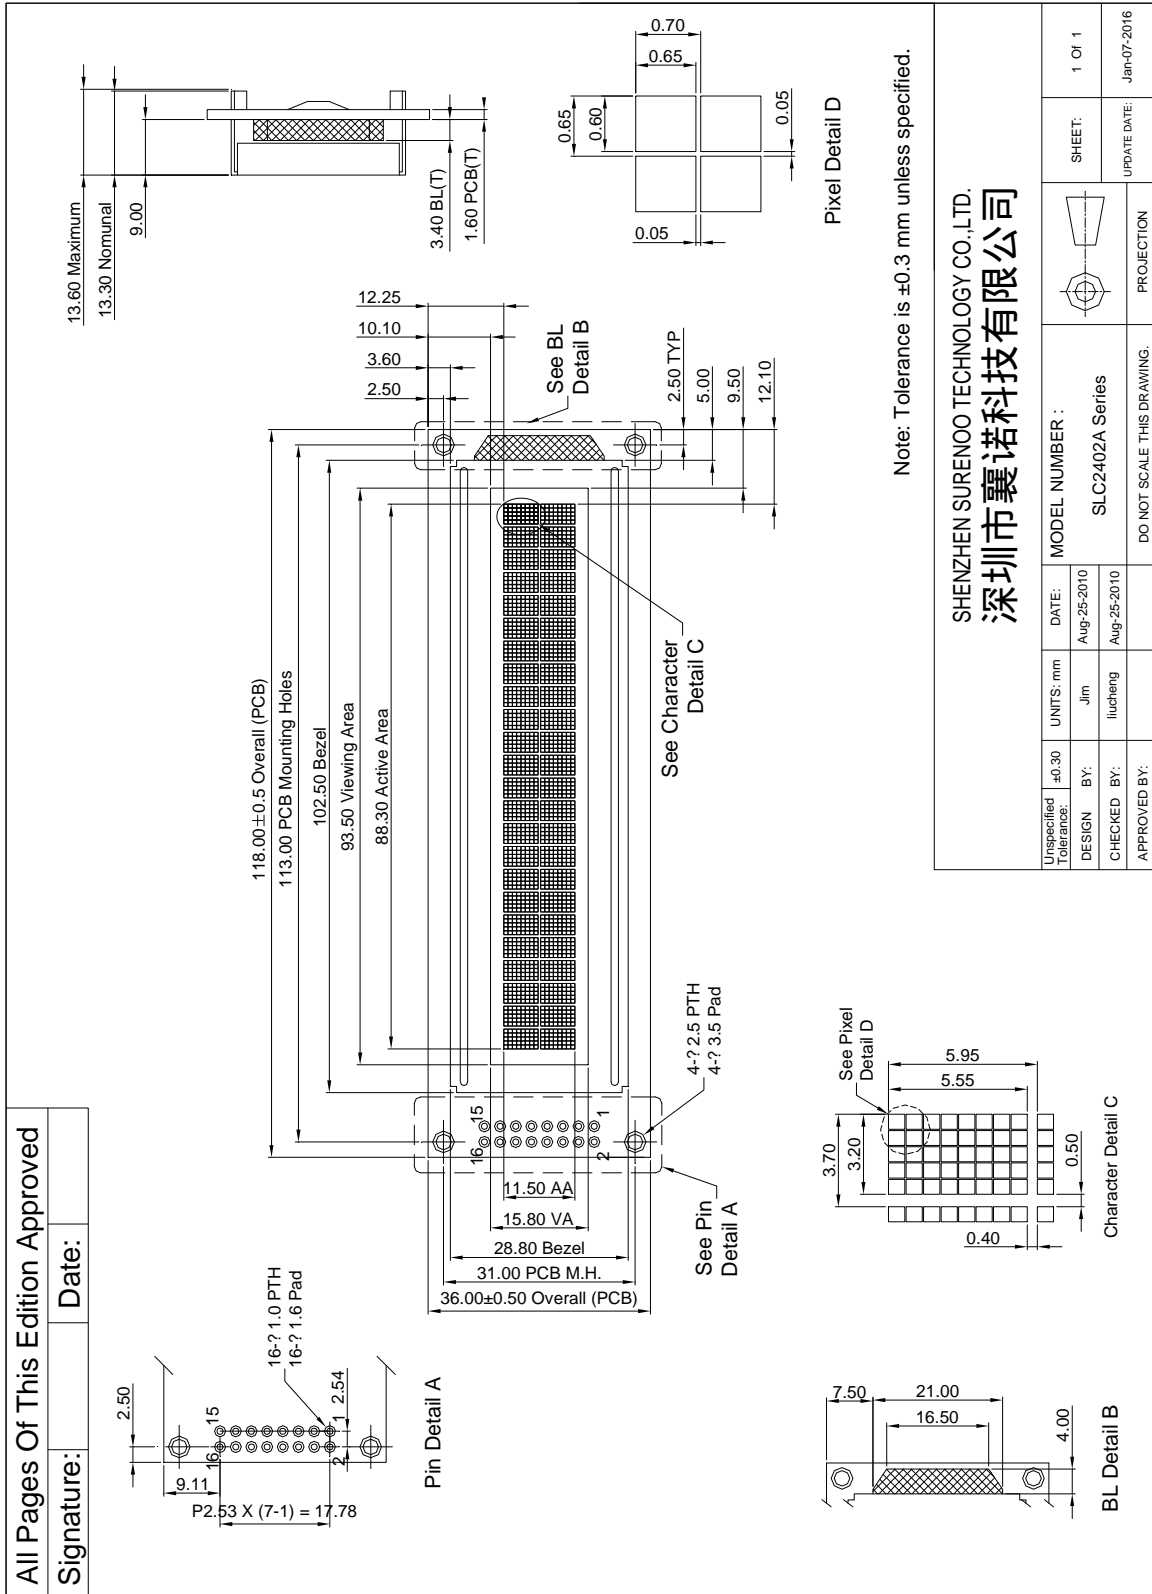 All Pages Of This Edition Approved
Signature:
Date:
2.50
9.11
P2.53 X (7-1) = 17.78
2.54
16
15
2
1
16-? 1.0 PTH
16-? 1.6 Pad
Pin Detail A
118.00±0.5 Overall (PCB)
113.00 PCB Mounting Holes
102.50 Bezel
93.50 Viewing Area
88.30 Active Area
16
15
2
1
11.50 AA
15.80 VA
28.80 Bezel
31.00 PCB M.H.
36.00±0.50 Overall (PCB)
See Pin
Detail A
4-? 2.5 PTH
4-? 3.5 Pad
See Character
Detail C
2.50
3.60
10.10
12.25
See BL
Detail B
2.50 TYP
5.00
9.50
12.10
13.60 Maximum
13.30 Nomunal
9.00
3.40 BL(T)
1.60 PCB(T)
0.70
0.65
0.65
0.60
0.05
0.05
Pixel Detail D
7.50
21.00
16.50
4.00
BL Detail B
See Pixel
Detail D
3.70
3.20
5.95
5.55
0.50
0.40
Character Detail C
Note: Tolerance is ±0.3 mm unless specified.
SHENZHEN SURENOO TECHNOLOGY CO.,LTD.
深圳市襄诺科技有限公司
Unspecified
Tolerance:
±0.30
UNITS: mm
DATE:
MODEL NUMBER :
SLC2402A Series
DESIGN BY:
Jim
Aug-25-2010
CHECKED BY:
liucheng
Aug-25-2010
APPROVED BY:
DO NOT SCALE THIS DRAWING.
PROJECTION
SHEET:
1 Of 1
UPDATE DATE:
Jan-07-2016